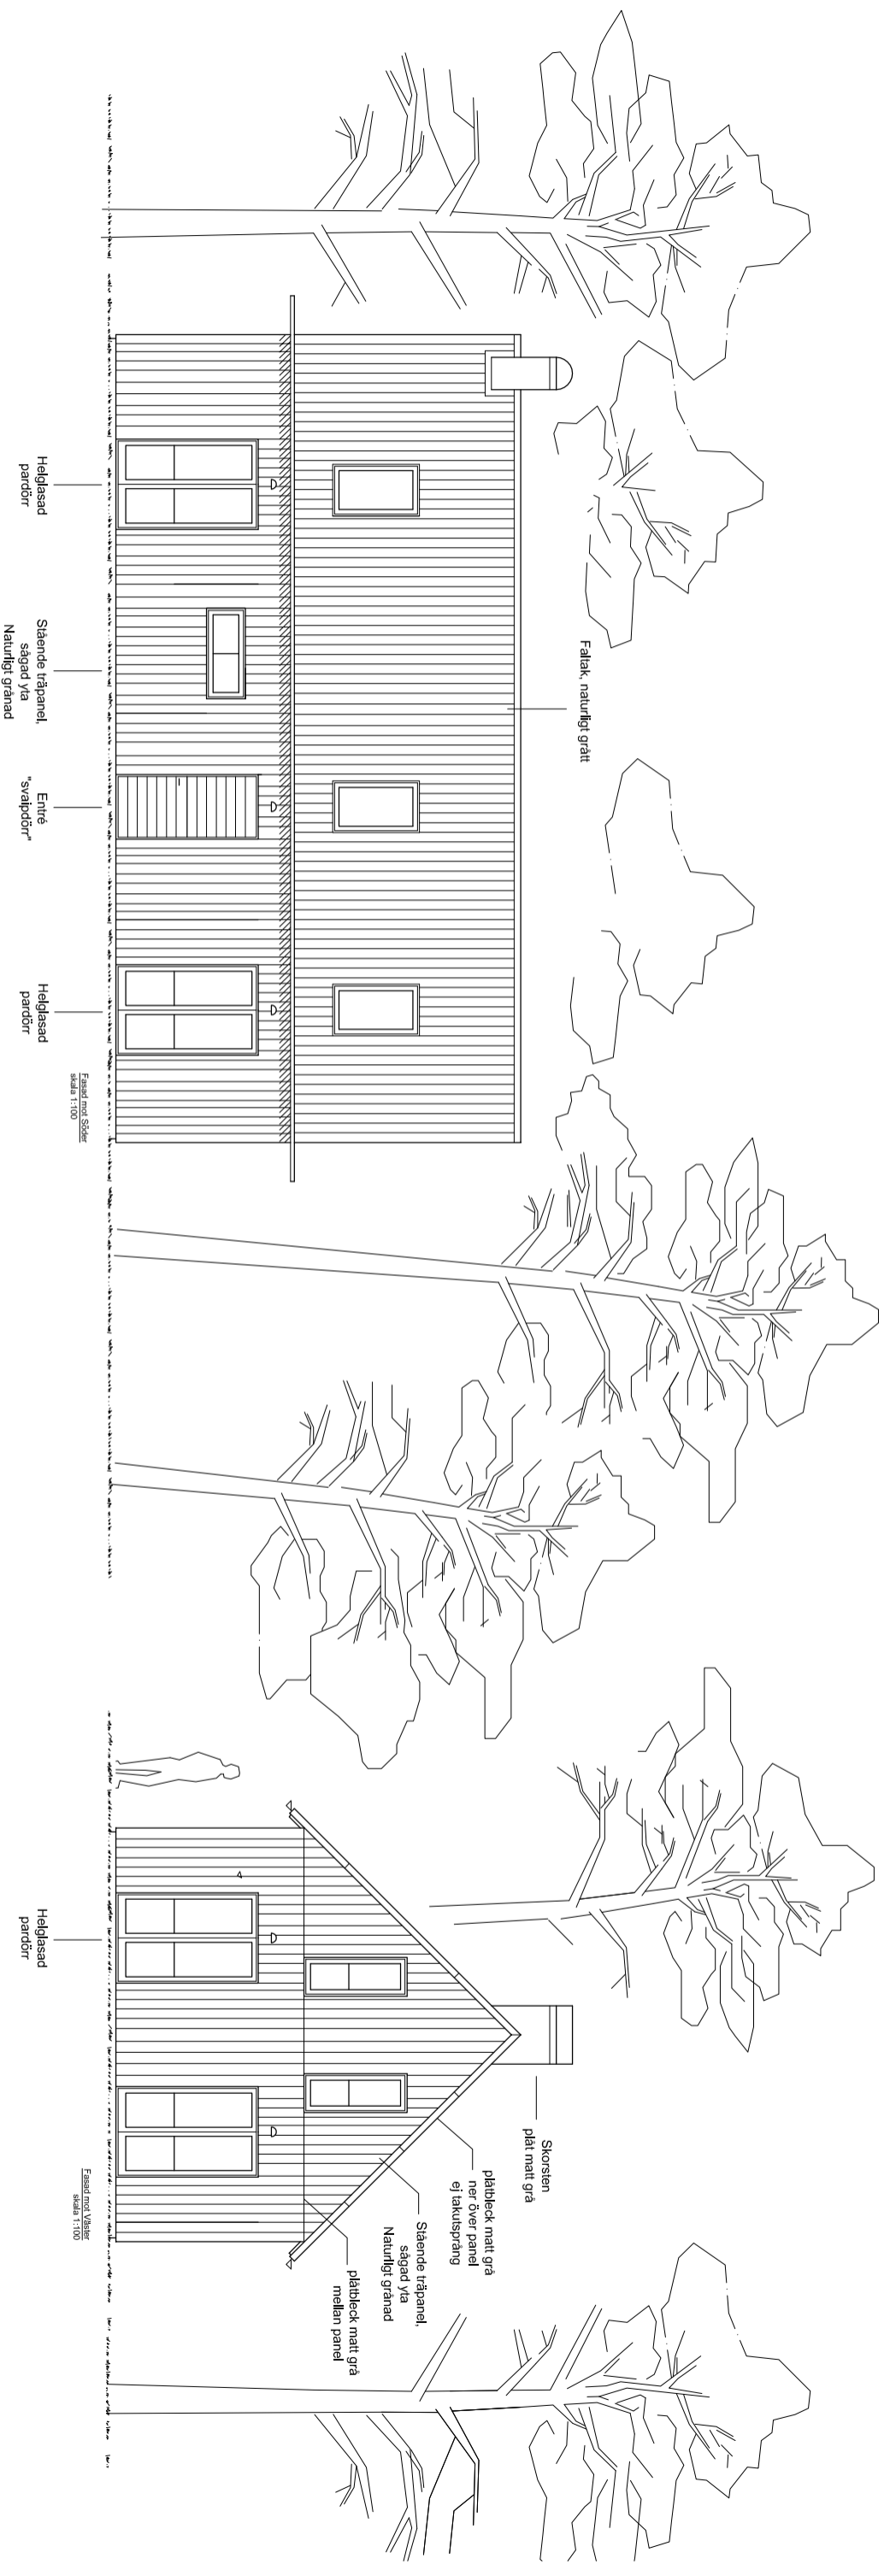 Faltak, naturligt grått
Helglasad
pardörr
Stående träpanel,
sågad yta
Naturligt grånad
Entré
"svaipdörr"
Helglasad
pardörr
Fasad mot Söder
skala 1:100
Skorsten
plåt matt grå
plåtbleck matt grå
ner över panel
ej takutsprång
Stående träpanel,
sågad yta
Naturligt grånad
plåtbleck matt grå
mellan panel
Helglasad
pardörr
Fasad mot Väster
skala 1:100